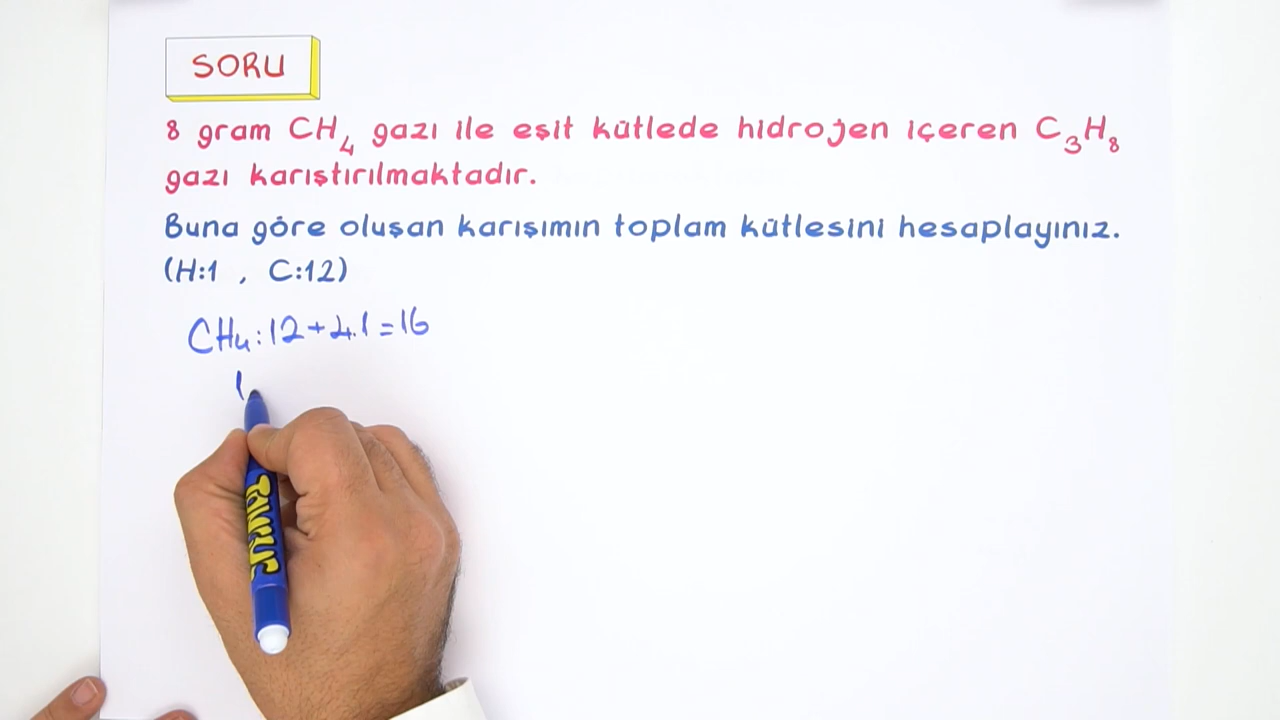 SORU
8 gram CH₄ gazı ile eşit kütlede hidrojen içeren C₃H₈
gazı karıştırılmaktadır.
Buna göre oluşan karışımın toplam kütlesini hesaplayınız.
(H:1 , C:12)
CH₄:12+4.1=16
1